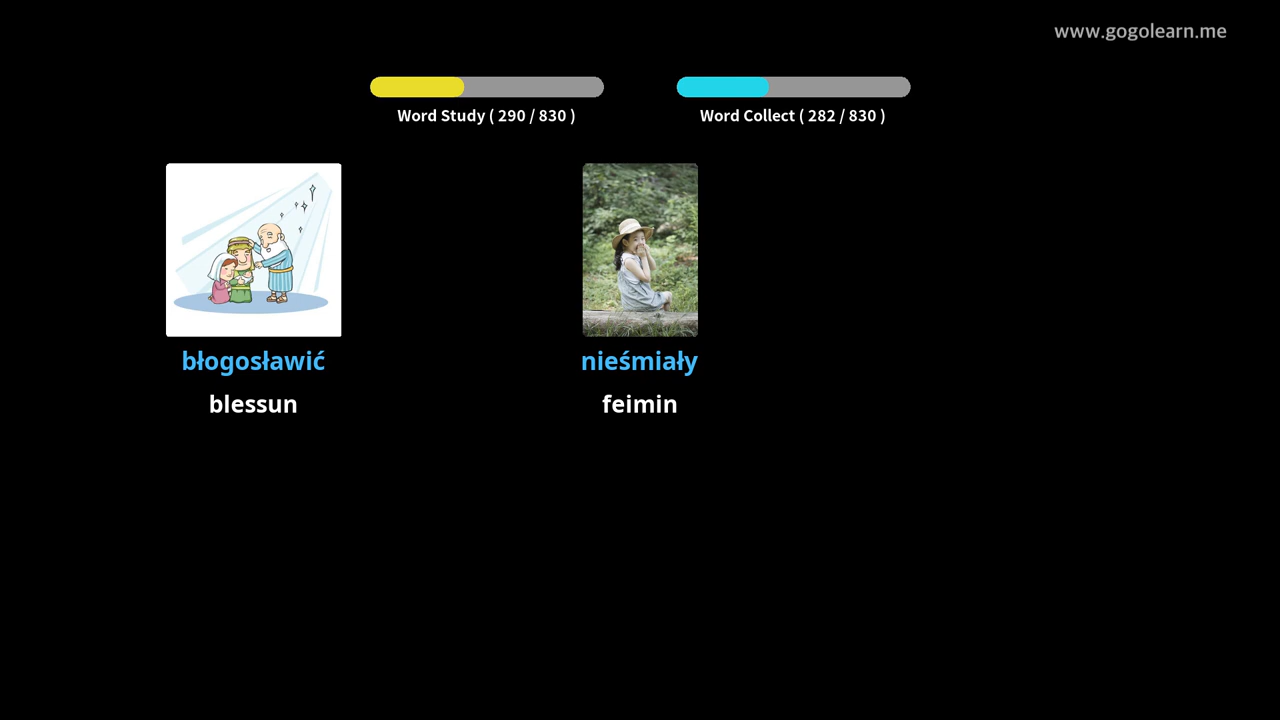 www.gogolearn.me
Word Study ( 290 / 830 )
Word Collect ( 282 / 830 )
błogosławić
nieśmiały
blessun
feimin